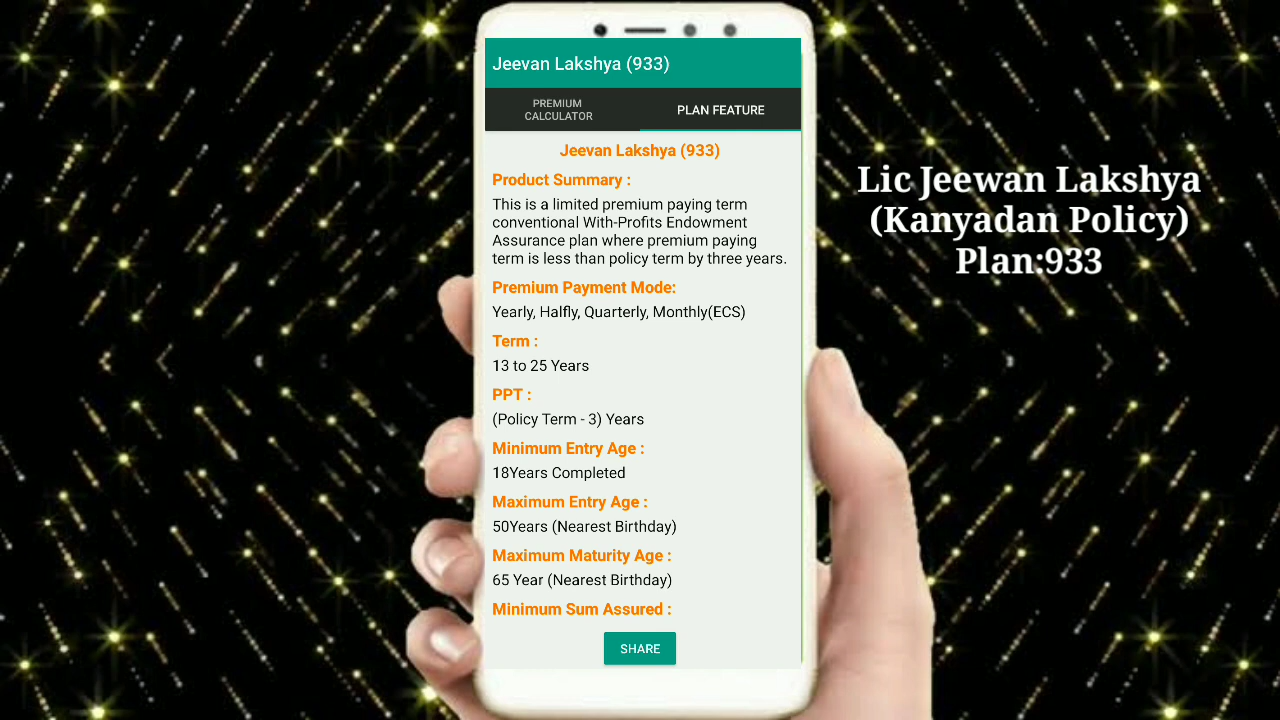 Jeevan Lakshya (933)
PREMIUM
CALCULATOR
PLAN FEATURE
Jeevan Lakshya (933)
Product Summary :
This is a limited premium paying term
conventional With-Profits Endowment
Assurance plan where premium paying
term is less than policy term by three years.
Premium Payment Mode:
Yearly, Halfly, Quarterly, Monthly(ECS)
Term :
13 to 25 Years
PPT :
(Policy Term - 3) Years
Minimum Entry Age :
18Years Completed
Maximum Entry Age :
50Years (Nearest Birthday)
Maximum Maturity Age :
65 Year (Nearest Birthday)
Minimum Sum Assured :
SHARE
Lic Jeewan Lakshya
(Kanyadan Policy)
Plan:933